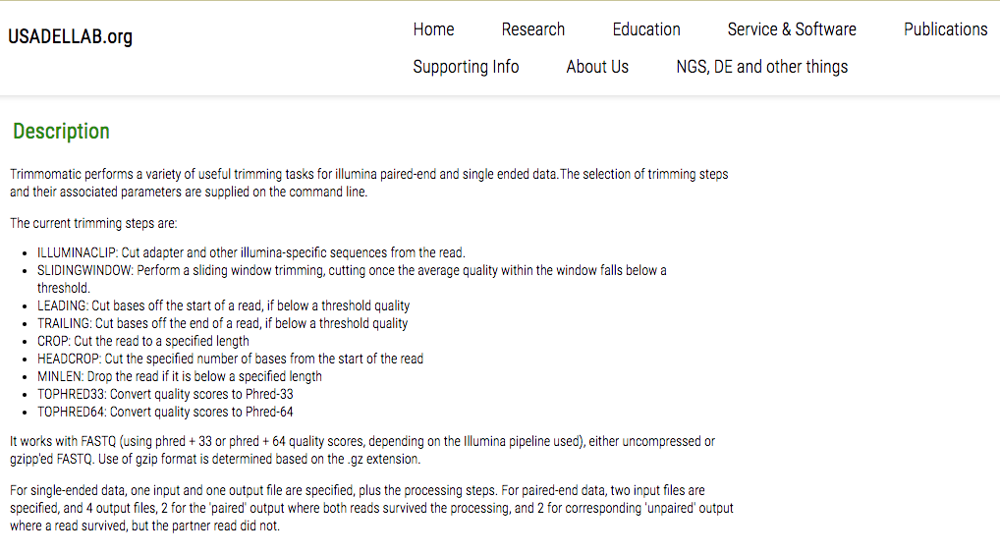 USADELLAB.org
Home Research Education Service & Software Publications
Supporting Info About Us NGS, DE and other things
Description
Trimmomatic performs a variety of useful trimming tasks for illumina paired-end and single ended data.The selection of trimming steps
and their associated parameters are supplied on the command line.
The current trimming steps are:
• ILLUMINACLIP: Cut adapter and other illumina-specific sequences from the read.
• SLIDINGWINDOW: Perform a sliding window trimming, cutting once the average quality within the window falls below a
threshold.
• LEADING: Cut bases off the start of a read, if below a threshold quality
• TRAILING: Cut bases off the end of a read, if below a threshold quality
• CROP: Cut the read to a specified length
• HEADCROP: Cut the specified number of bases from the start of the read
• MINLEN: Drop the read if it is below a specified length
• TOPHRED33: Convert quality scores to Phred-33
• TOPHRED64: Convert quality scores to Phred-64
It works with FASTQ (using phred + 33 or phred + 64 quality scores, depending on the Illumina pipeline used), either uncompressed or
gzipp'ed FASTQ. Use of gzip format is determined based on the .gz extension.
For single-ended data, one input and one output file are specified, plus the processing steps. For paired-end data, two input files are
specified, and 4 output files, 2 for the 'paired' output where both reads survived the processing, and 2 for corresponding 'unpaired' output
where a read survived, but the partner read did not.